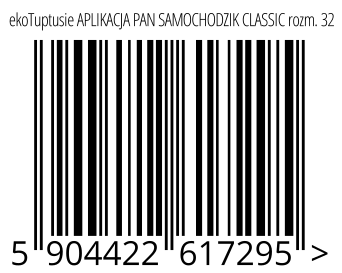 ekoTuptusie APLIKACJA PAN SAMOCHODZIK CLASSIC rozm. 32
5 904422 617295 >